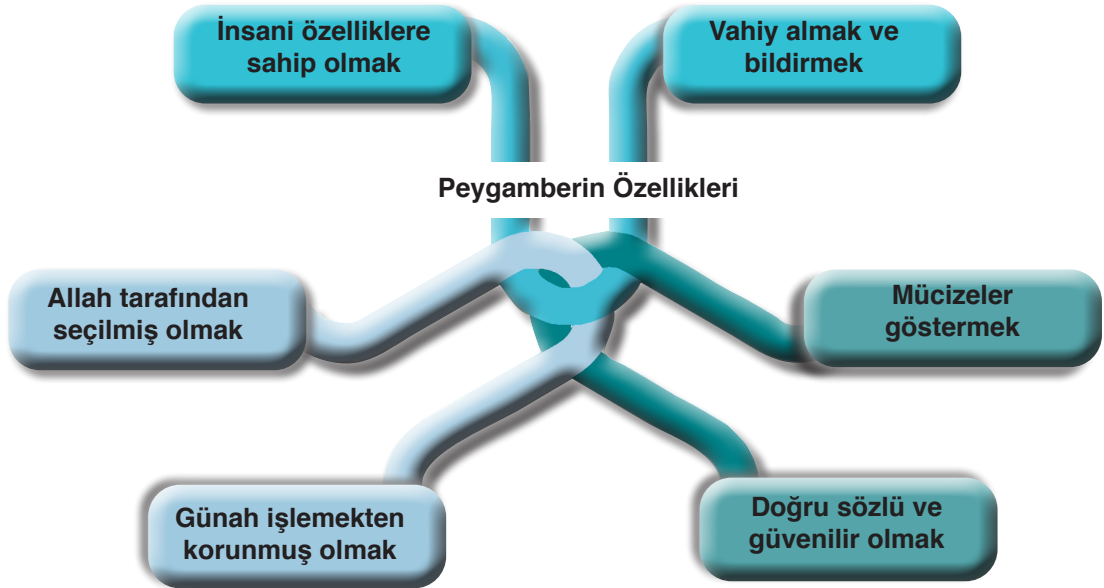 İnsani özelliklere
sahip olmak
Vahiy almak ve
bildirmek
Peygamberin Özellikleri
Allah tarafından
seçilmiş olmak
Mücizeler
göstermek
Günah işlemekten
korunmuş olmak
Doğru sözlü ve
güvenilir olmak